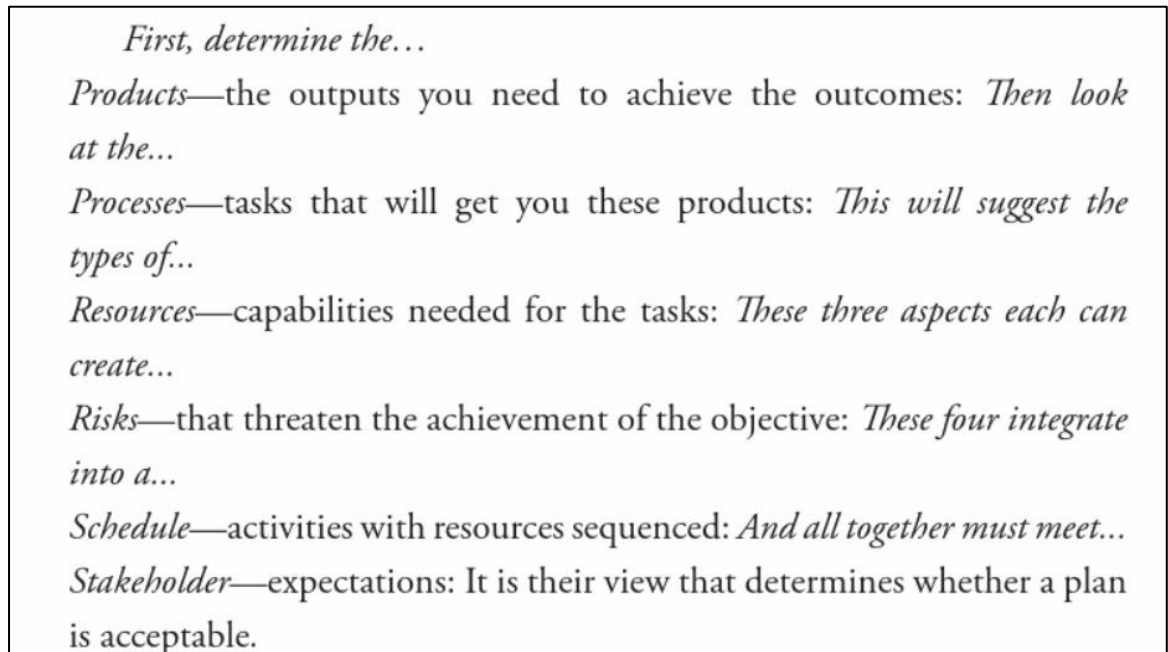 First, determine the…
Products—the outputs you need to achieve the outcomes: Then look
at the…
Processes—tasks that will get you these products: This will suggest the
types of…
Resources—capabilities needed for the tasks: These three aspects each can
create…
Risks—that threaten the achievement of the objective: These four integrate
into a…
Schedule—activities with resources sequenced: And all together must meet…
Stakeholder—expectations: It is their view that determines whether a plan
is acceptable.